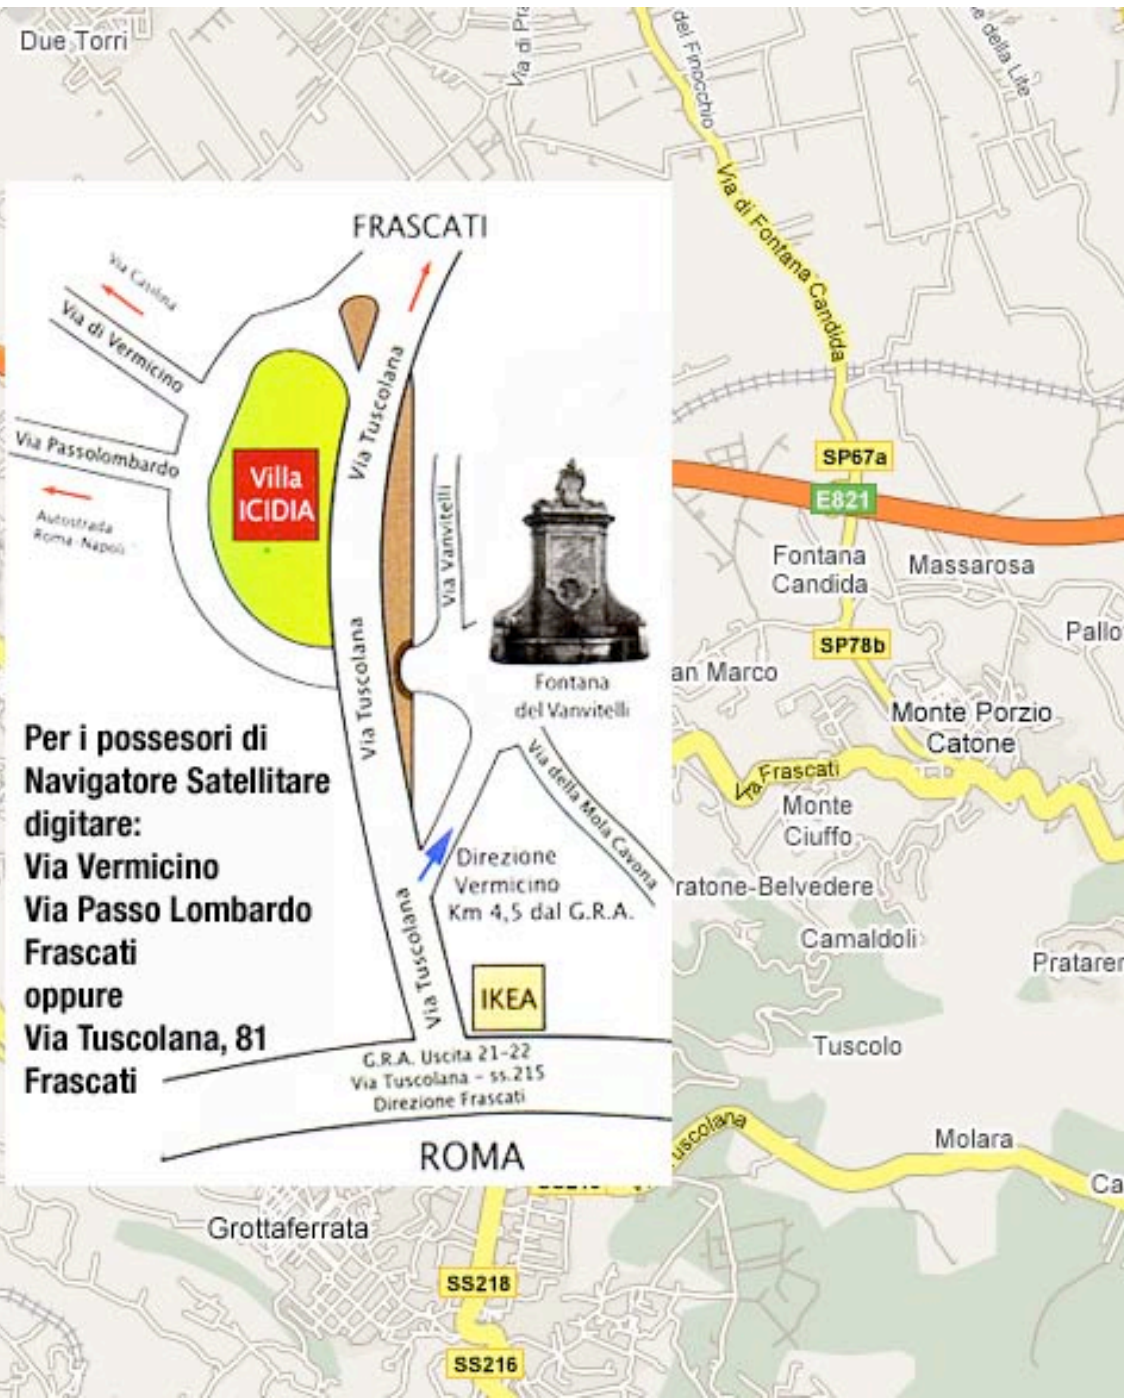 Due Torri
Via di Pra
del Finocchio
e della Lite
Via di Fontana Candida
FRASCATI
Via Casilina
Via di Vermicino
Via Tuscolana
Via Passolombardo
Villa
ICIDIA
Autostrada
Roma-Napoli
Via Vanvitelli
SP67a
E821
Fontana
Candida
Massarosa
SP78b
Pallo
an Marco
Via Tuscolana
Fontana
del Vanvitelli
Monte Porzio
Catone
Per i possesori di
Navigatore Satellitare
digitare:
Via Vermicino
Via Passo Lombardo
Frascati
oppure
Via Tuscolana, 81
Frascati
Via della Mola Cavona
Via Frascati
Monte
Ciuffo
Direzione
Vermicino
Km 4,5 dal G.R.A.
ratone-Belvedere
Camaldoli
Pratarer
Via Tuscolana
IKEA
Tuscolo
G.R.A. Uscita 21-22
Via Tuscolana - ss.215
Direzione Frascati
ROMA
uscolana
Molara
Ca
Grottaferrata
SS218
SS216